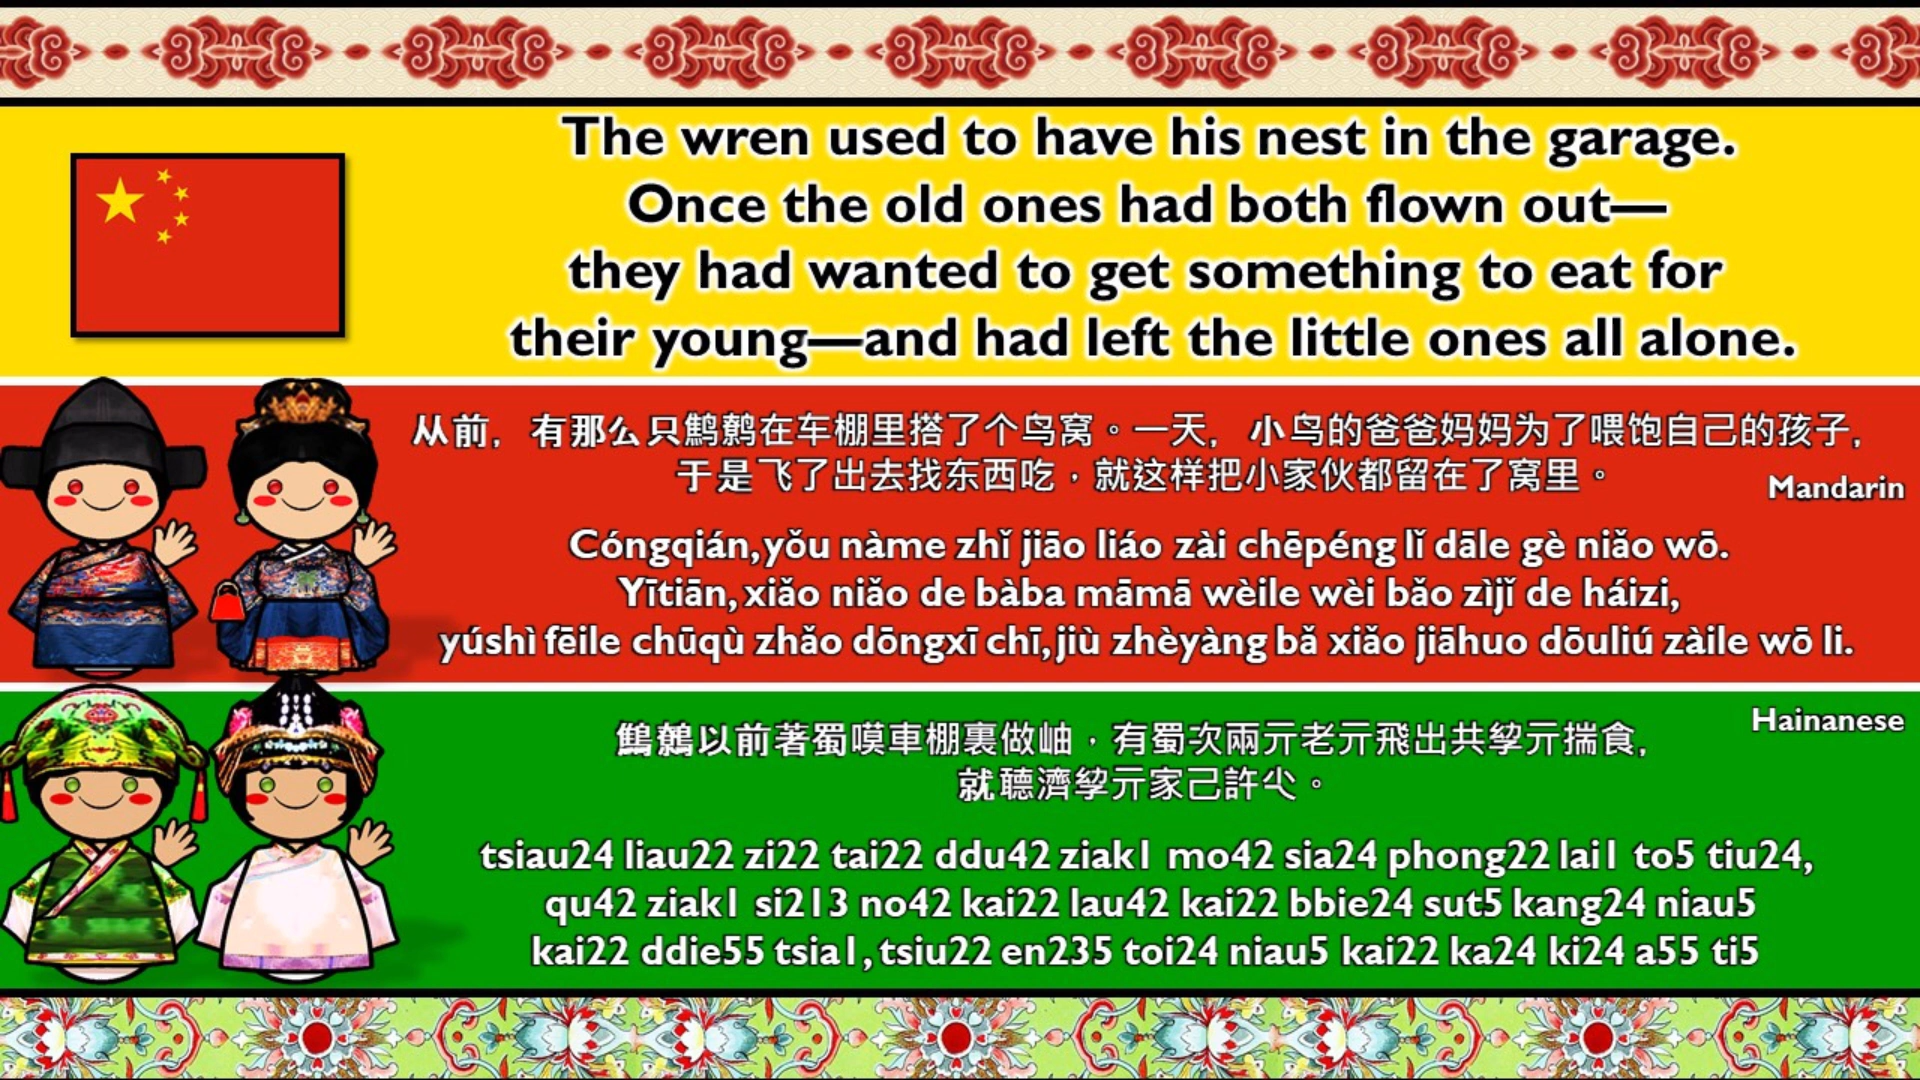 The wren used to have his nest in the garage.
Once the old ones had both flown out—
they had wanted to get something to eat for
their young—and had left the little ones all alone.
从前，有那么只鹪鹩在车棚里搭了个鸟窝。一天，小鸟的爸爸妈妈为了喂饱自己的孩子，
于是飞了出去找东西吃，就这样把小家伙都留在了窝里。
Mandarin
Cóngqián, yǒu nàme zhǐ jiāo liáo zài chēpéng lǐ dāle gè niǎo wō.
Yītiān, xiǎo niǎo de bàba māmā wèile wèi bǎo zìjǐ de háizi,
yúshì fēile chūqù zhǎo dōngxī chī, jiù zhèyàng bǎ xiǎo jiāhuo dōuliú zàile wō li.
Hainanese
鷦鷯以前著蜀嗼車棚裏做岫，有蜀次兩亓老亓飛出共孧亓揣食，
就聽濟孧亓家己許尐。
tsiau24 liau22 zi22 tai22 ddu42 ziak1 mo42 sia24 phong22 lai1 to5 tiu24,
qu42 ziak1 si213 no42 kai22 lau42 kai22 bbie24 sut5 kang24 niau5
kai22 ddie55 tsia1, tsiu22 en235 toi24 niau5 kai22 ka24 ki24 a55 ti5